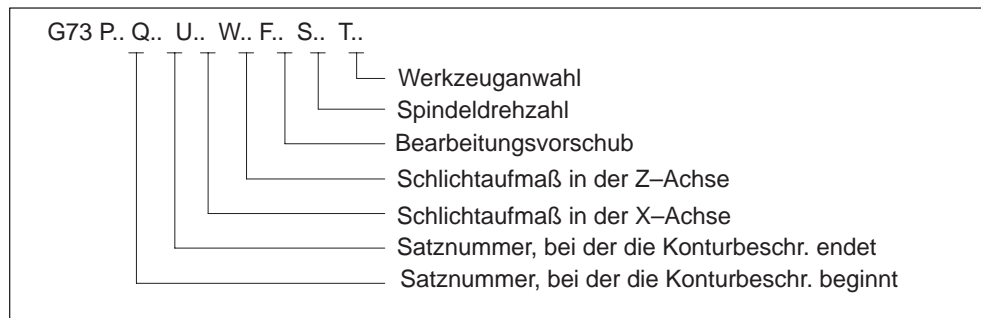 G73 P.. Q.. U.. W.. F.. S.. T..
Werkzeuganwahl
Spindeldrehzahl
Bearbeitungsvorschub
Schlichtaufmaß in der Z–Achse
Schlichtaufmaß in der X–Achse
Satznummer, bei der die Konturbeschr. endet
Satznummer, bei der die Konturbeschr. beginnt